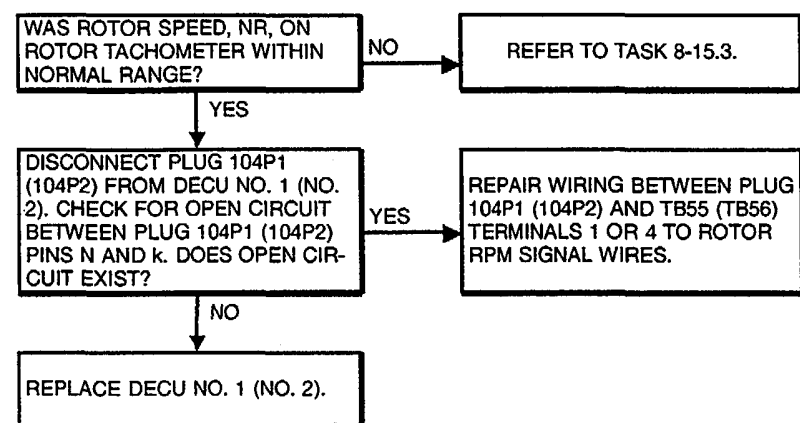 WAS ROTOR SPEED, NR, ON
ROTOR TACHOMETER WITHIN
NORMAL RANGE?
NO
REFER TO TASK 8-15.3.
YES
DISCONNECT PLUG 104P1
(104P2) FROM DECU NO. 1 (NO.
2). CHECK FOR OPEN CIRCUIT
BETWEEN PLUG 104P1 (104P2)
PINS N AND k. DOES OPEN CIR-
CUIT EXIST?
YES
REPAIR WIRING BETWEEN PLUG
104P1 (104P2) AND TB55 (TB56)
TERMINALS 1 OR 4 TO ROTOR
RPM SIGNAL WIRES.
NO
REPLACE DECU NO. 1 (NO. 2).